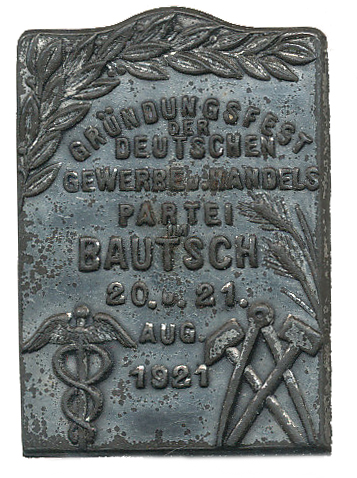 GRÜNDUNGSFEST
DER
DEUTSCHEN
GEWERBE u. HANDELS
PARTEI
IN
BAUTSCH
20. u. 21.
AUG.
1921